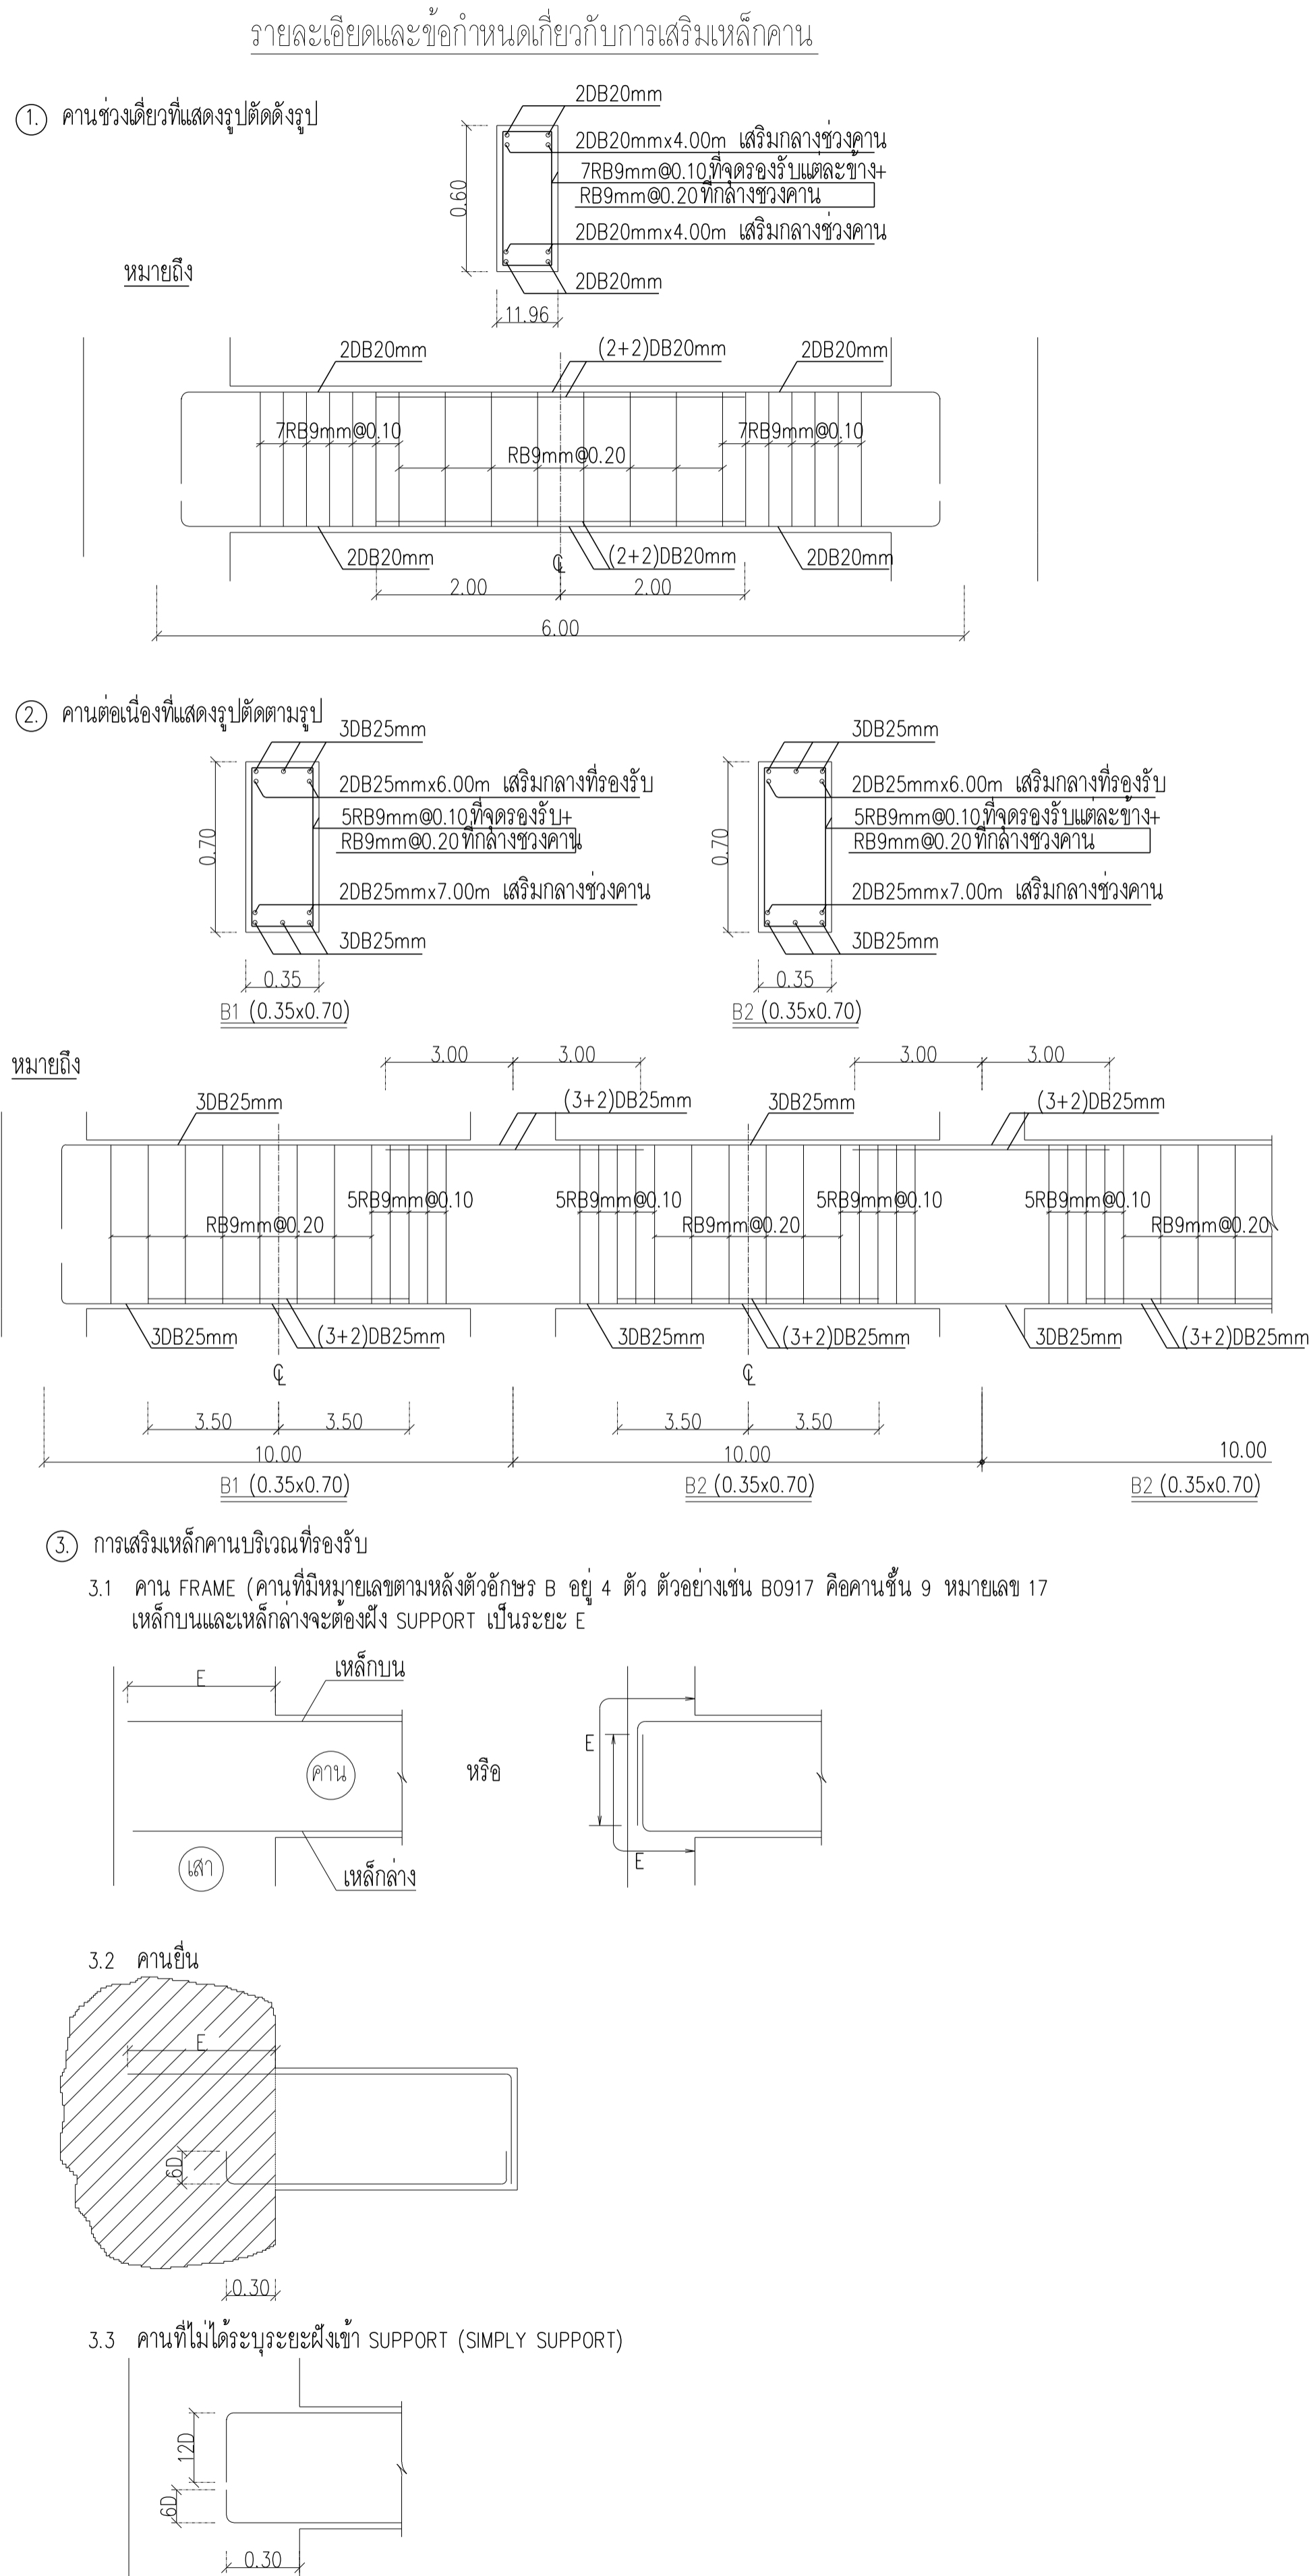 รายละเอียดและข้อกำหนดเกี่ยวกับการเสริมเหล็กคาน
1. คานช่วงเดี่ยวที่แสดงรูปตัดดังรูป
2DB20mm
2DB20mmx4.00m เสริมกลางช่วงคาน
7RB9mm@0.10 ที่จุดรองรับแต่ละข้าง+
RB9mm@0.20 ที่กลางช่วงคาน
2DB20mmx4.00m เสริมกลางช่วงคาน
2DB20mm
0.60
11.96
หมายถึง
2DB20mm (2+2)DB20mm 2DB20mm
7RB9mm@0.10 7RB9mm@0.10
RB9mm@0.20
2DB20mm (2+2)DB20mm 2DB20mm
2.00 2.00
6.00
2. คานต่อเนื่องที่แสดงรูปตัดตามรูป
3DB25mm
2DB25mmx6.00m เสริมกลางที่รองรับ
5RB9mm@0.10 ที่จุดรองรับ+
RB9mm@0.20 ที่กลางช่วงคาน
2DB25mmx7.00m เสริมกลางช่วงคาน
3DB25mm
0.70
0.35
B1 (0.35x0.70)
3DB25mm
2DB25mmx6.00m เสริมกลางที่รองรับ
5RB9mm@0.10 ที่จุดรองรับแต่ละข้าง+
RB9mm@0.20 ที่กลางช่วงคาน
2DB25mmx7.00m เสริมกลางช่วงคาน
3DB25mm
0.70
0.35
B2 (0.35x0.70)
หมายถึง
3.00 3.00 3.00 3.00
3DB25mm (3+2)DB25mm 3DB25mm (3+2)DB25mm
5RB9mm@0.10 5RB9mm@0.10 5RB9mm@0.10 5RB9mm@0.10
RB9mm@0.20 RB9mm@0.20 RB9mm@0.20
3DB25mm (3+2)DB25mm 3DB25mm (3+2)DB25mm 3DB25mm (3+2)DB25mm
3.50 3.50 3.50 3.50
10.00 10.00 10.00
B1 (0.35x0.70) B2 (0.35x0.70) B2 (0.35x0.70)
3. การเสริมเหล็กคานบริเวณที่รองรับ
3.1 คาน FRAME (คานที่มีหมายเลขตามหลังตัวอักษร B อยู่ 4 ตัว ตัวอย่างเช่น B0917 คือคานชั้น 9 หมายเลข 17
เหล็กบนและเหล็กล่างจะต้องฝัง SUPPORT เป็นระยะ E
E
เหล็กบน
คาน
เสา
เหล็กล่าง
หรือ
E
E
3.2 คานยื่น
E
6D
0.30
3.3 คานที่ไม่ได้ระบุระยะฝังเข้า SUPPORT (SIMPLY SUPPORT)
12D
6D
0.30